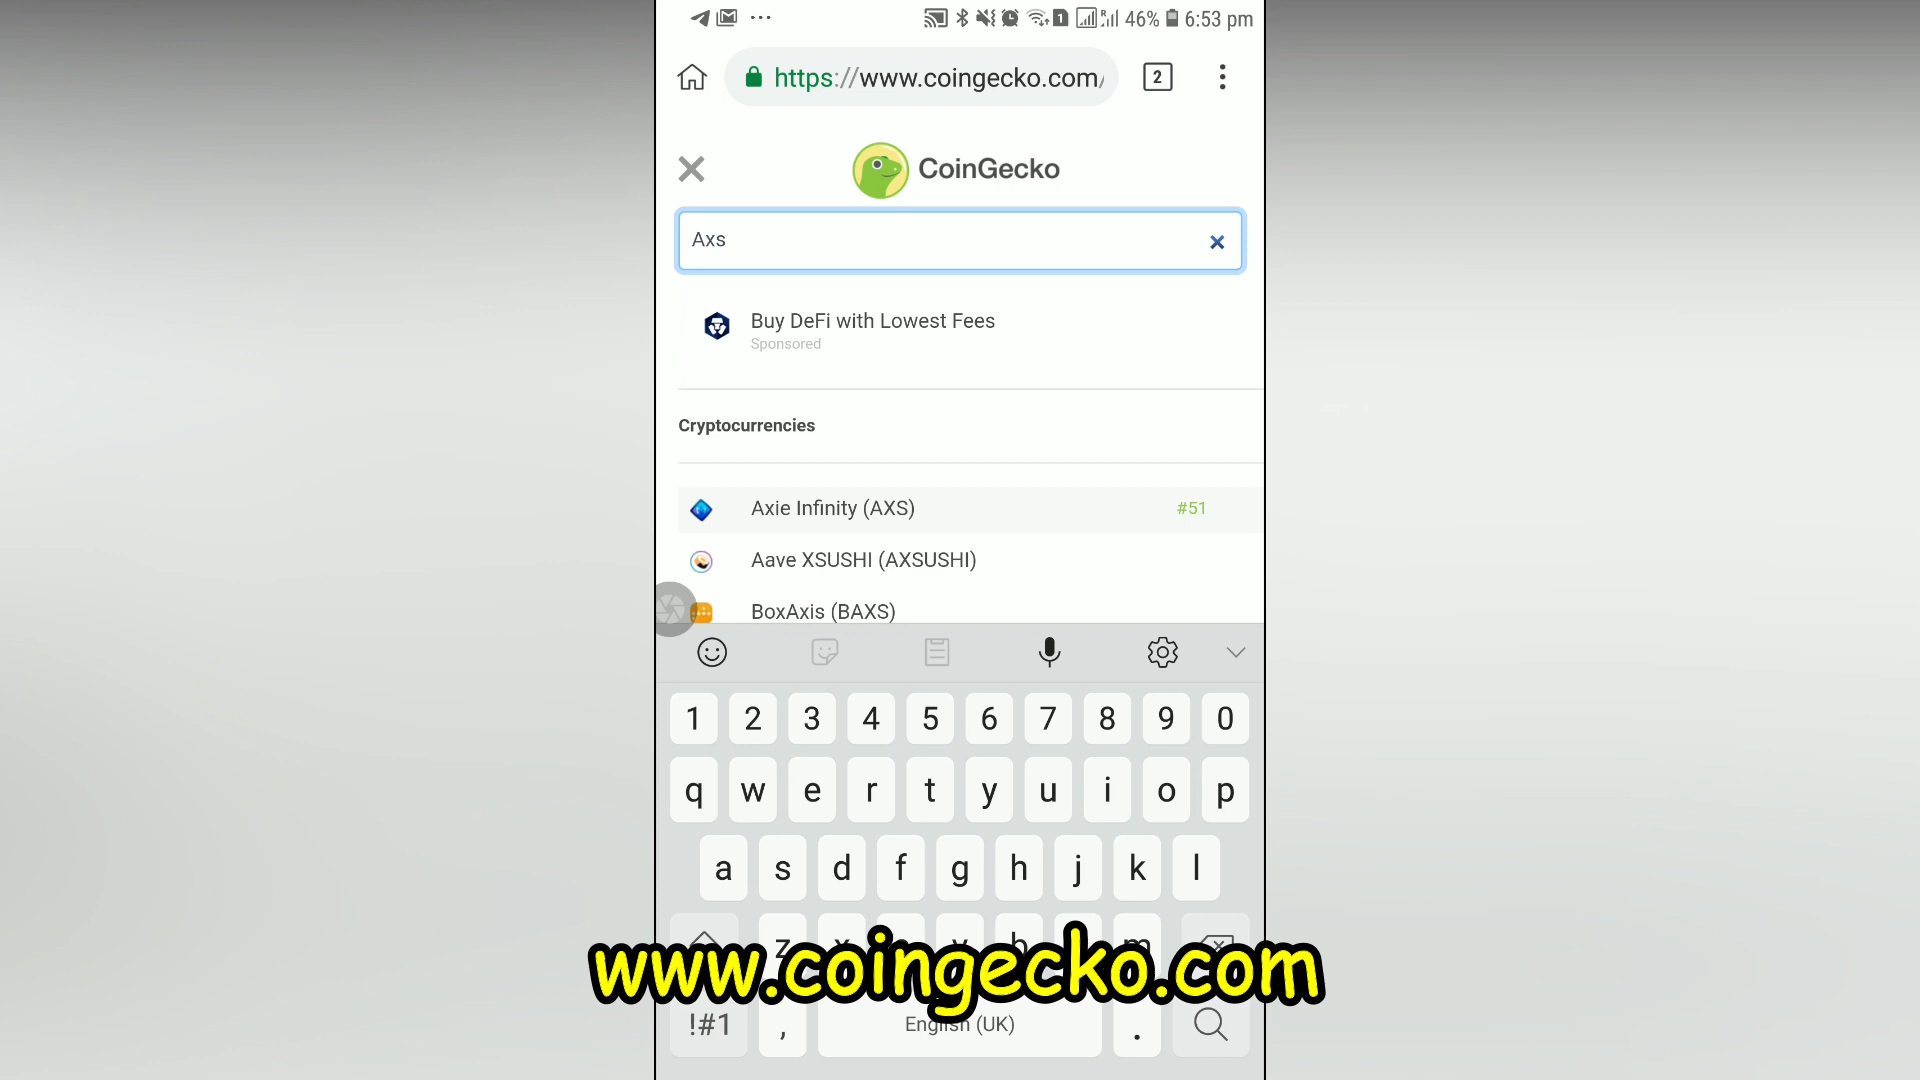 46% 6:53 pm
https://www.coingecko.com/
2
CoinGecko
Axs
Buy DeFi with Lowest Fees
Sponsored
Cryptocurrencies
Axie Infinity (AXS) #51
Aave XSUSHI (AXSUSHI)
BoxAxis (BAXS)
1 2 3 4 5 6 7 8 9 0
q w e r t y u i o p
a s d f g h j k l
z x v b m
www.coingecko.com
!#1 , English (UK) .